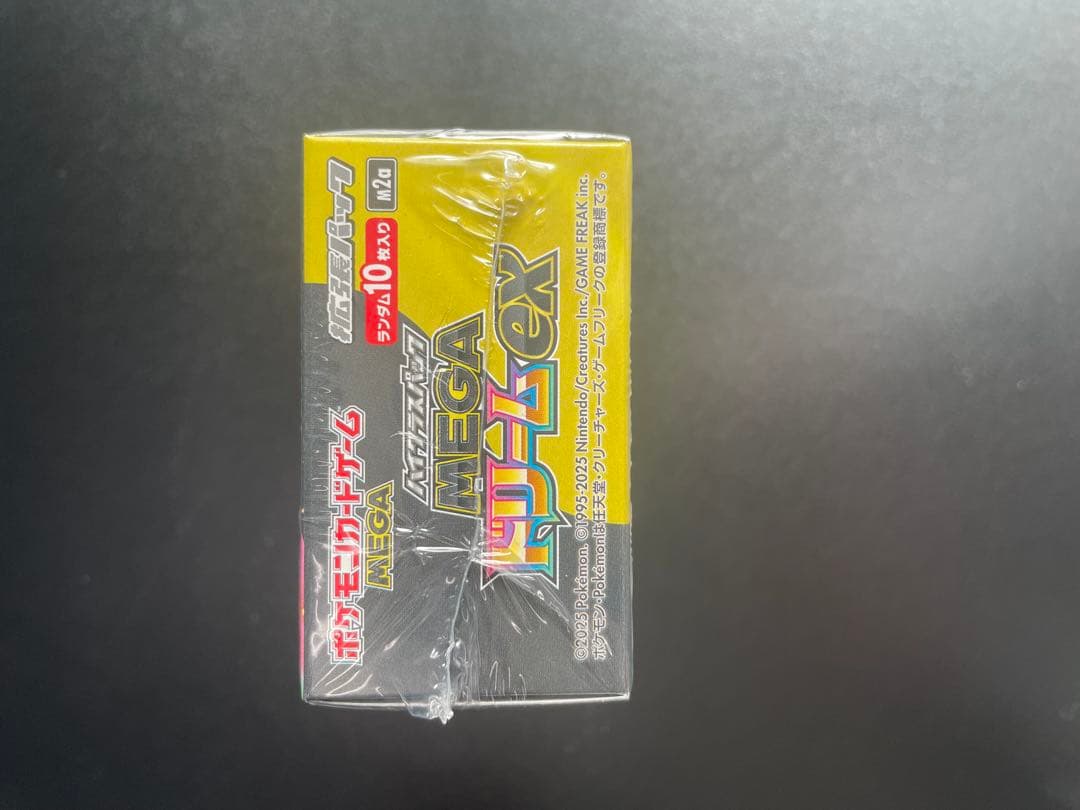 ポケモンカードゲーム
MEGA
拡張パック
ランダム10枚入り
M2a
ハイクラスパック
MEGA
ドリームex
©2025 Pokémon. ©1995-2025 Nintendo/Creatures Inc./GAME FREAK inc.
ポケモン・Pokémonは任天堂・クリーチャーズ・ゲームフリークの登録商標です。